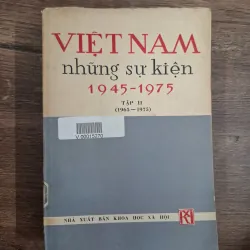 VIỆT NAM
những sự kiện
1945-1975
TẬP II
(1965-1975)
NHÀ XUẤT BẢN KHOA HỌC XÃ HỘI